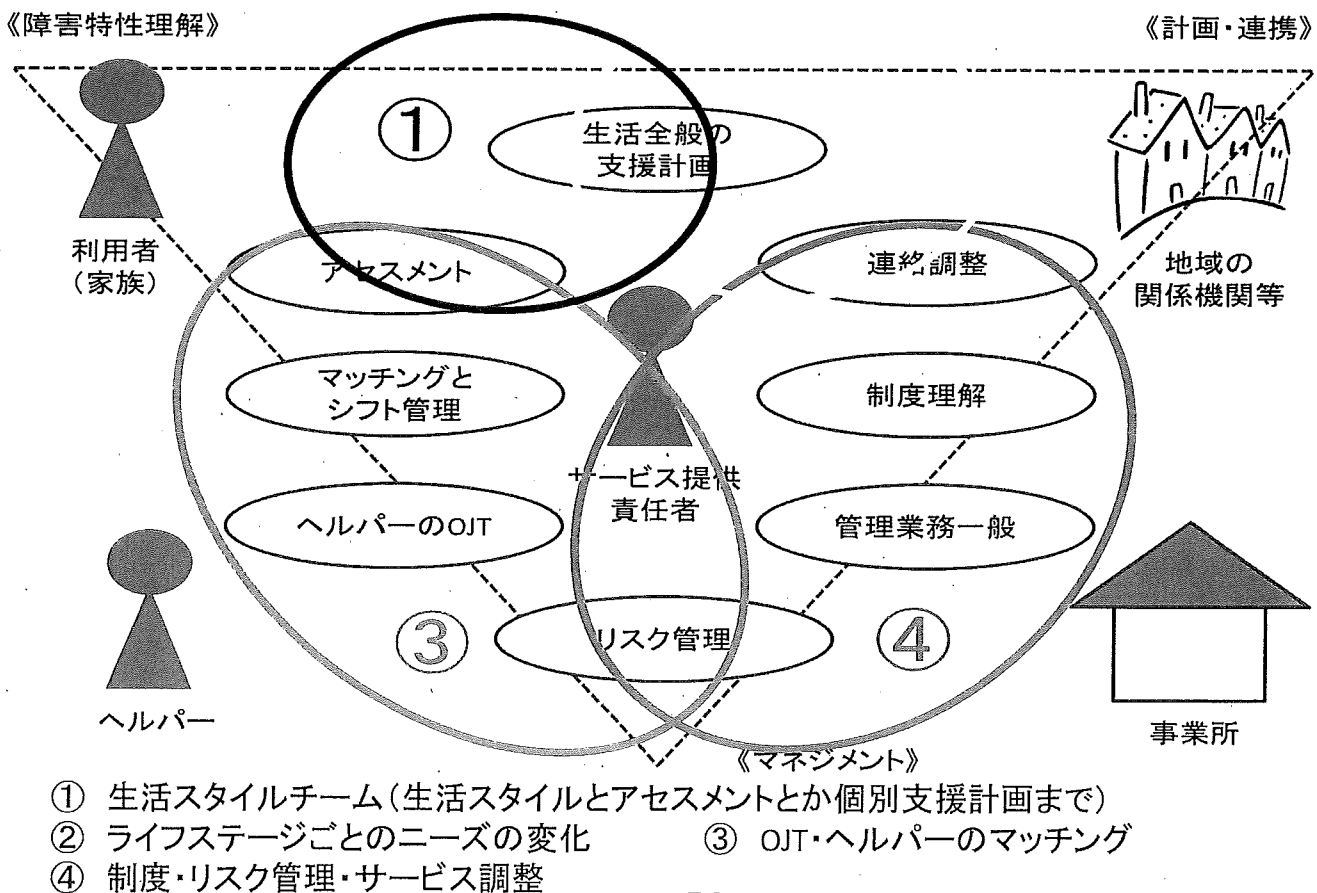 《障害特性理解》
《計画・連携》
①
生活全般の
支援計画
利用者
(家族)
アセスメント
連絡調整
地域の
関係機関等
マッチングと
シフト管理
制度理解
サービス提供
責任者
ヘルパーのOJT
管理業務一般
③
リスク管理
④
ヘルパー
事業所
《マネジメント》
① 生活スタイルチーム(生活スタイルとアセスメントとか個別支援計画まで)
② ライフステージごとのニーズの変化 ③ OJT・ヘルパーのマッチング
④ 制度・リスク管理・サービス調整